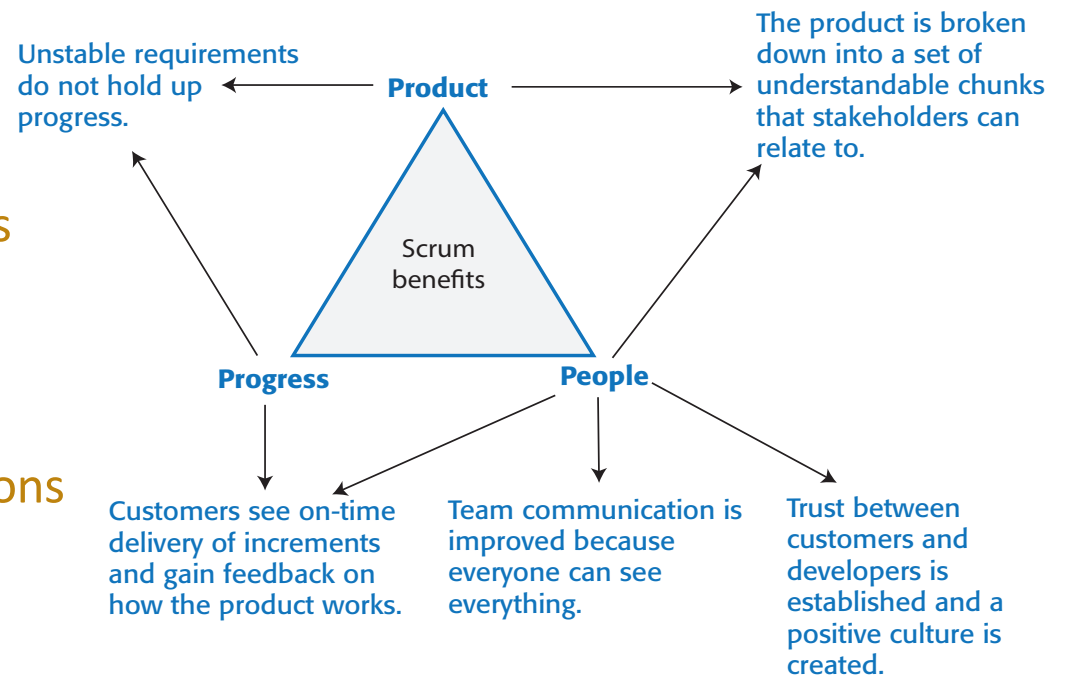 Unstable requirements
do not hold up
progress.
Product
The product is broken
down into a set of
understandable chunks
that stakeholders can
relate to.
s
Scrum
benefits
Progress
People
ons
Customers see on-time
delivery of increments
and gain feedback on
how the product works.
Team communication is
improved because
everyone can see
everything.
Trust between
customers and
developers is
established and a
positive culture is
created.